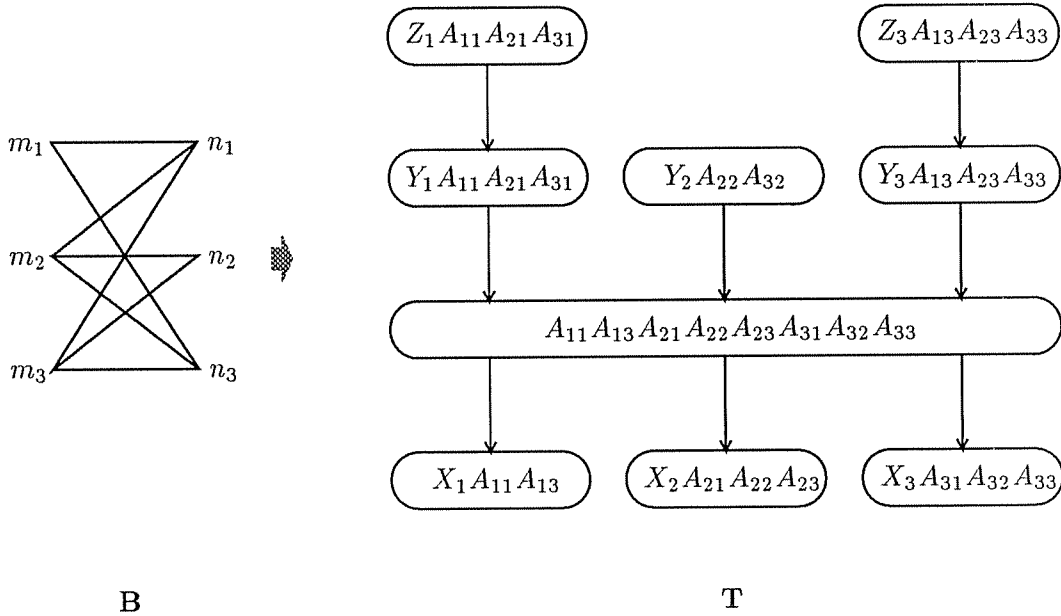 Z₁A₁₁A₂₁A₃₁ Z₃A₁₃A₂₃A₃₃
m₁ n₁
Y₁A₁₁A₂₁A₃₁ Y₂A₂₂A₃₂ Y₃A₁₃A₂₃A₃₃
m₂ n₂
A₁₁A₁₃A₂₁A₂₂A₂₃A₃₁A₃₂A₃₃
m₃ n₃
X₁A₁₁A₁₃ X₂A₂₁A₂₂A₂₃ X₃A₃₁A₃₂A₃₃
B T